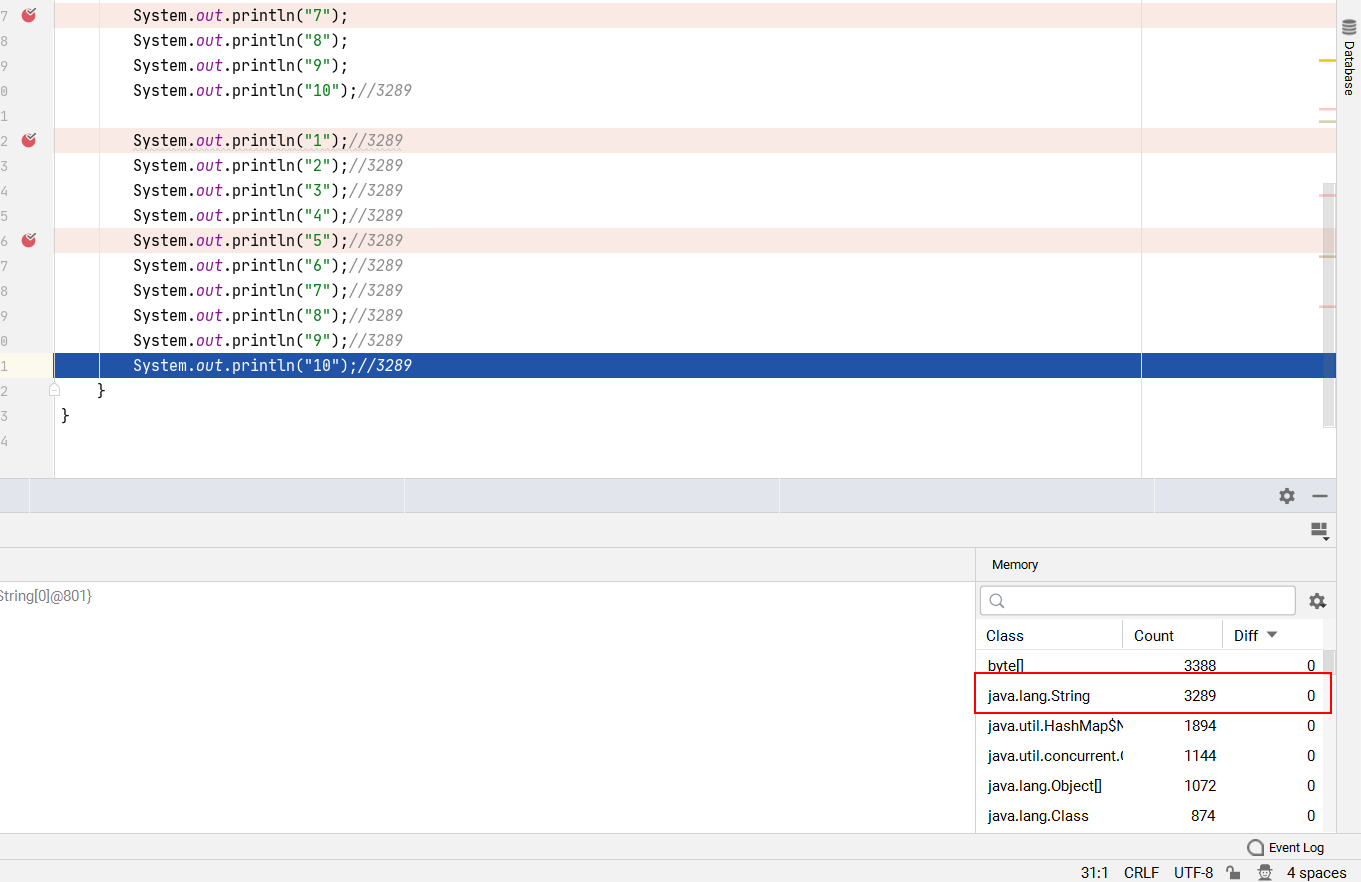 7 System.out.println("7");
8 System.out.println("8");
9 System.out.println("9");
0 System.out.println("10");//3289
1
2 System.out.println("1");//3289
3 System.out.println("2");//3289
4 System.out.println("3");//3289
5 System.out.println("4");//3289
6 System.out.println("5");//3289
7 System.out.println("6");//3289
8 System.out.println("7");//3289
9 System.out.println("8");//3289
0 System.out.println("9");//3289
1 System.out.println("10");//3289
2 }
3 }
4
Database
Memory
String[0]@801}
Class Count Diff
byte[] 3388 0
java.lang.String 3289 0
java.util.HashMap$N 1894 0
java.util.concurrent.C 1144 0
java.lang.Object[] 1072 0
java.lang.Class 874 0
Event Log
31:1 CRLF UTF-8 4 spaces